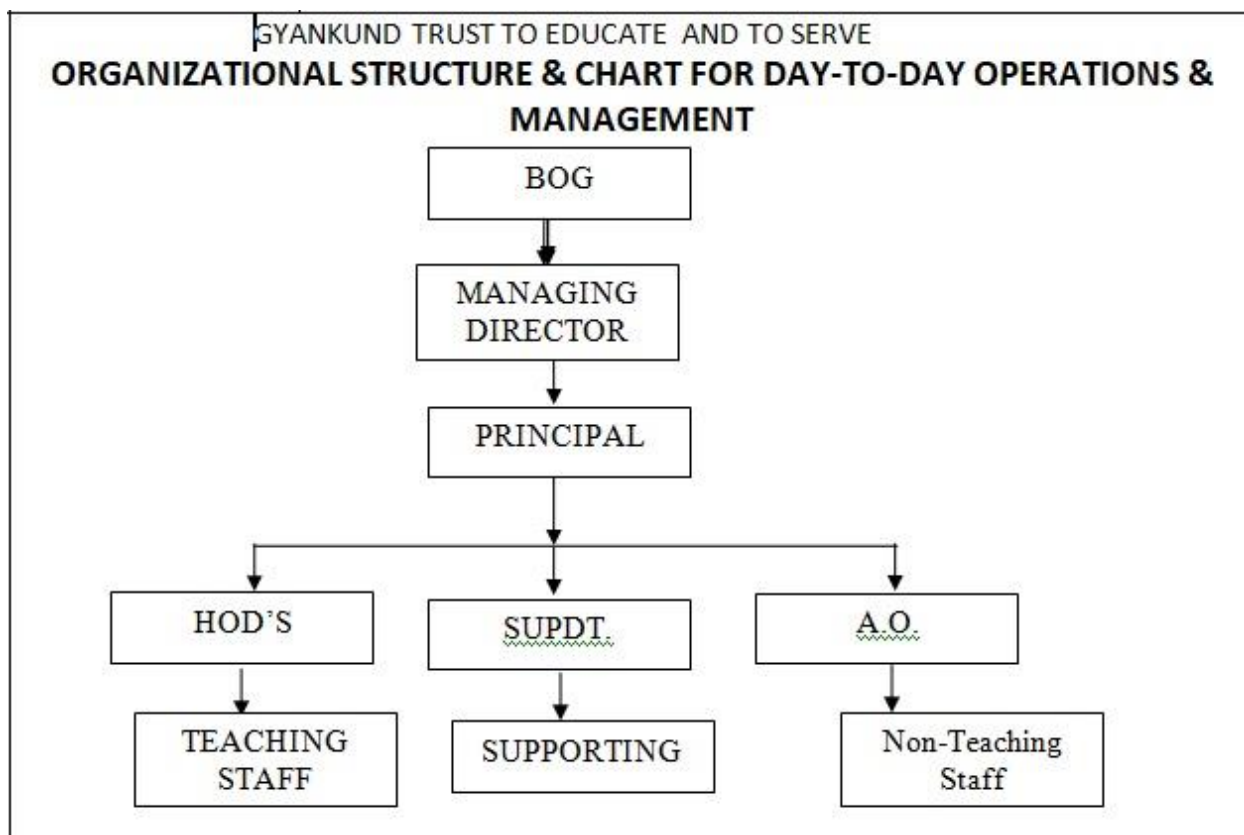 GYANKUND TRUST TO EDUCATE AND TO SERVE
ORGANIZATIONAL STRUCTURE & CHART FOR DAY-TO-DAY OPERATIONS &
MANAGEMENT
BOG
MANAGING
DIRECTOR
PRINCIPAL
HOD’S
SUPDT.
A.O.
TEACHING
STAFF
SUPPORTING
Non-Teaching
Staff